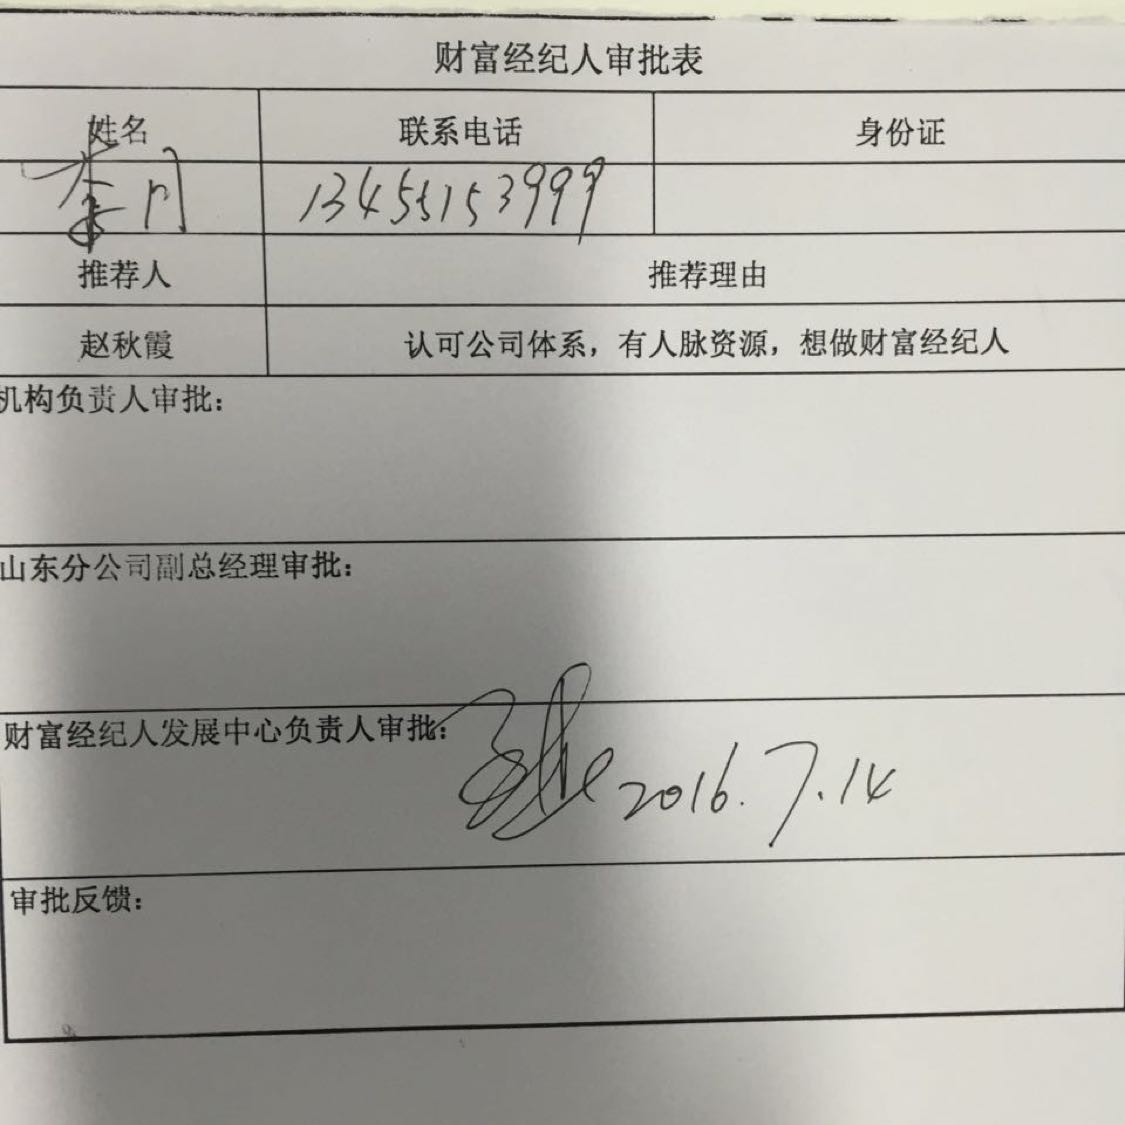 财富经纪人审批表
姓名 联系电话 身份证
13455153999
推荐人 推荐理由
赵秋霞 认可公司体系，有人脉资源，想做财富经纪人
机构负责人审批：
山东分公司副总经理审批：
财富经纪人发展中心负责人审批：
2016.7.14
审批反馈：